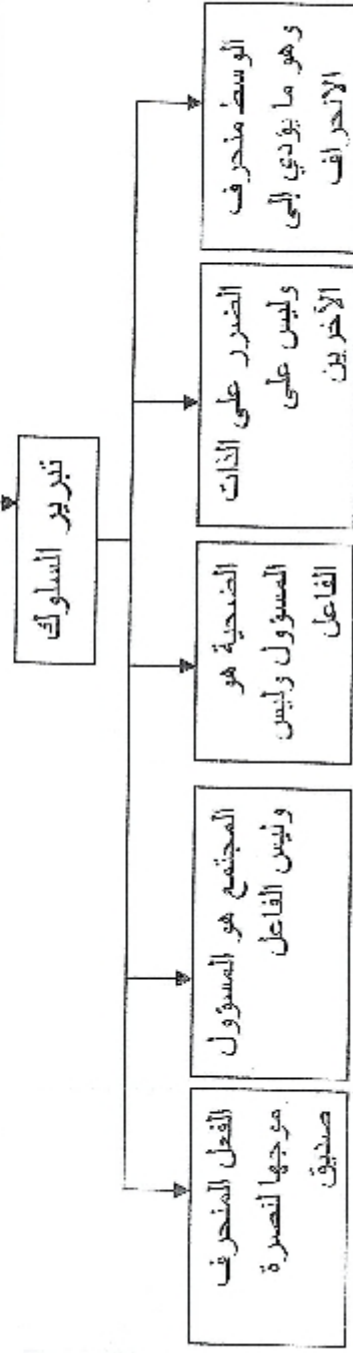 تبرير السلوك
الوسط منحرف
وهو ما يؤدي إلى
الانحراف
الضرر على الذات
وليس على
الآخرين
الضحية هو
المسؤول وليس
الفاعل
المجتمع هو المسؤول
وليس الفاعل
الفعل المنحرف
موجها لنصرة
صديق